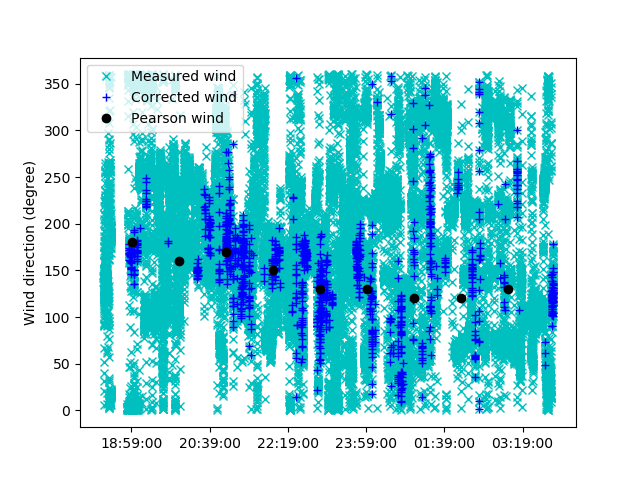 Measured wind
Corrected wind
Pearson wind
Wind direction (degree)
350
300
250
200
150
100
50
0
18:59:00 20:39:00 22:19:00 23:59:00 01:39:00 03:19:00